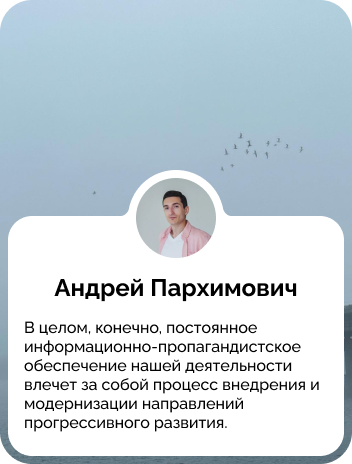 Андрей Пархимович
В целом, конечно, постоянное
информационно-пропагандистское
обеспечение нашей деятельности
влечет за собой процесс внедрения и
модернизации направлений
прогрессивного развития.